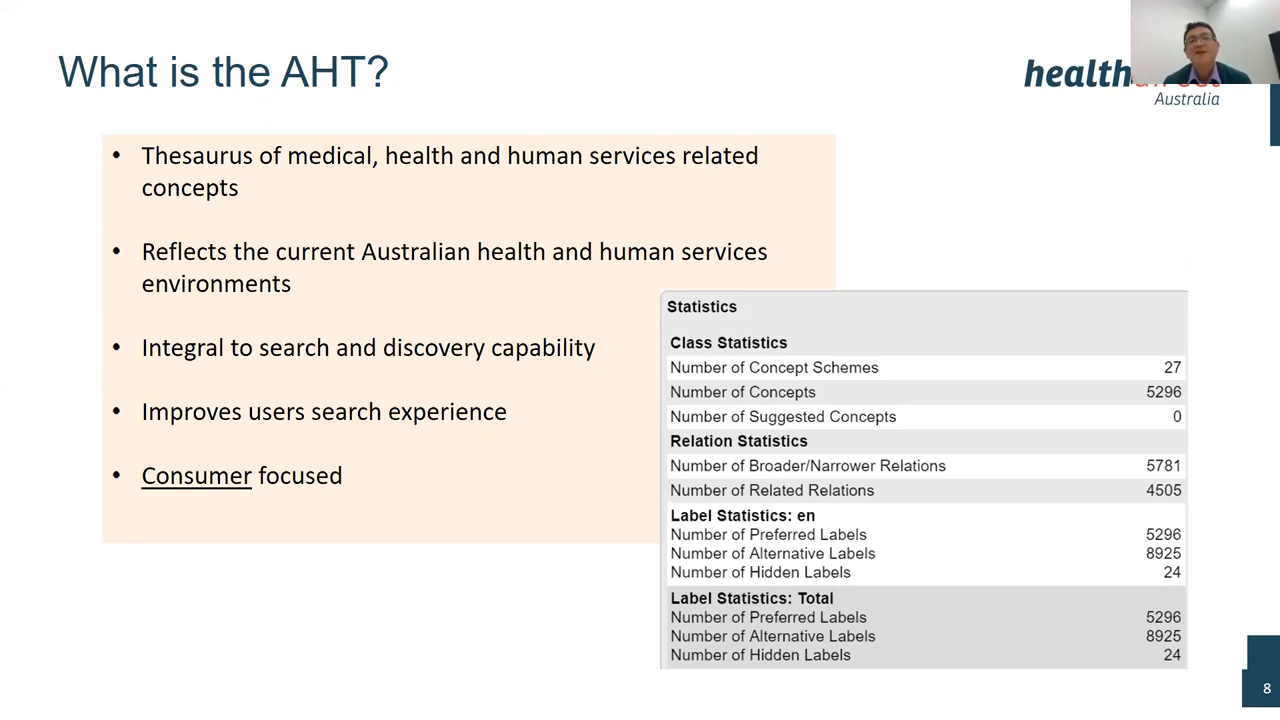 What is the AHT?
health
Australia
• Thesaurus of medical, health and human services related
concepts
• Reflects the current Australian health and human services
environments
• Integral to search and discovery capability
• Improves users search experience
• Consumer focused
Statistics
Class Statistics
Number of Concept Schemes 27
Number of Concepts 5296
Number of Suggested Concepts 0
Relation Statistics
Number of Broader/Narrower Relations 5781
Number of Related Relations 4505
Label Statistics: en
Number of Preferred Labels 5296
Number of Alternative Labels 8925
Number of Hidden Labels 24
Label Statistics: Total
Number of Preferred Labels 5296
Number of Alternative Labels 8925
Number of Hidden Labels 24
8